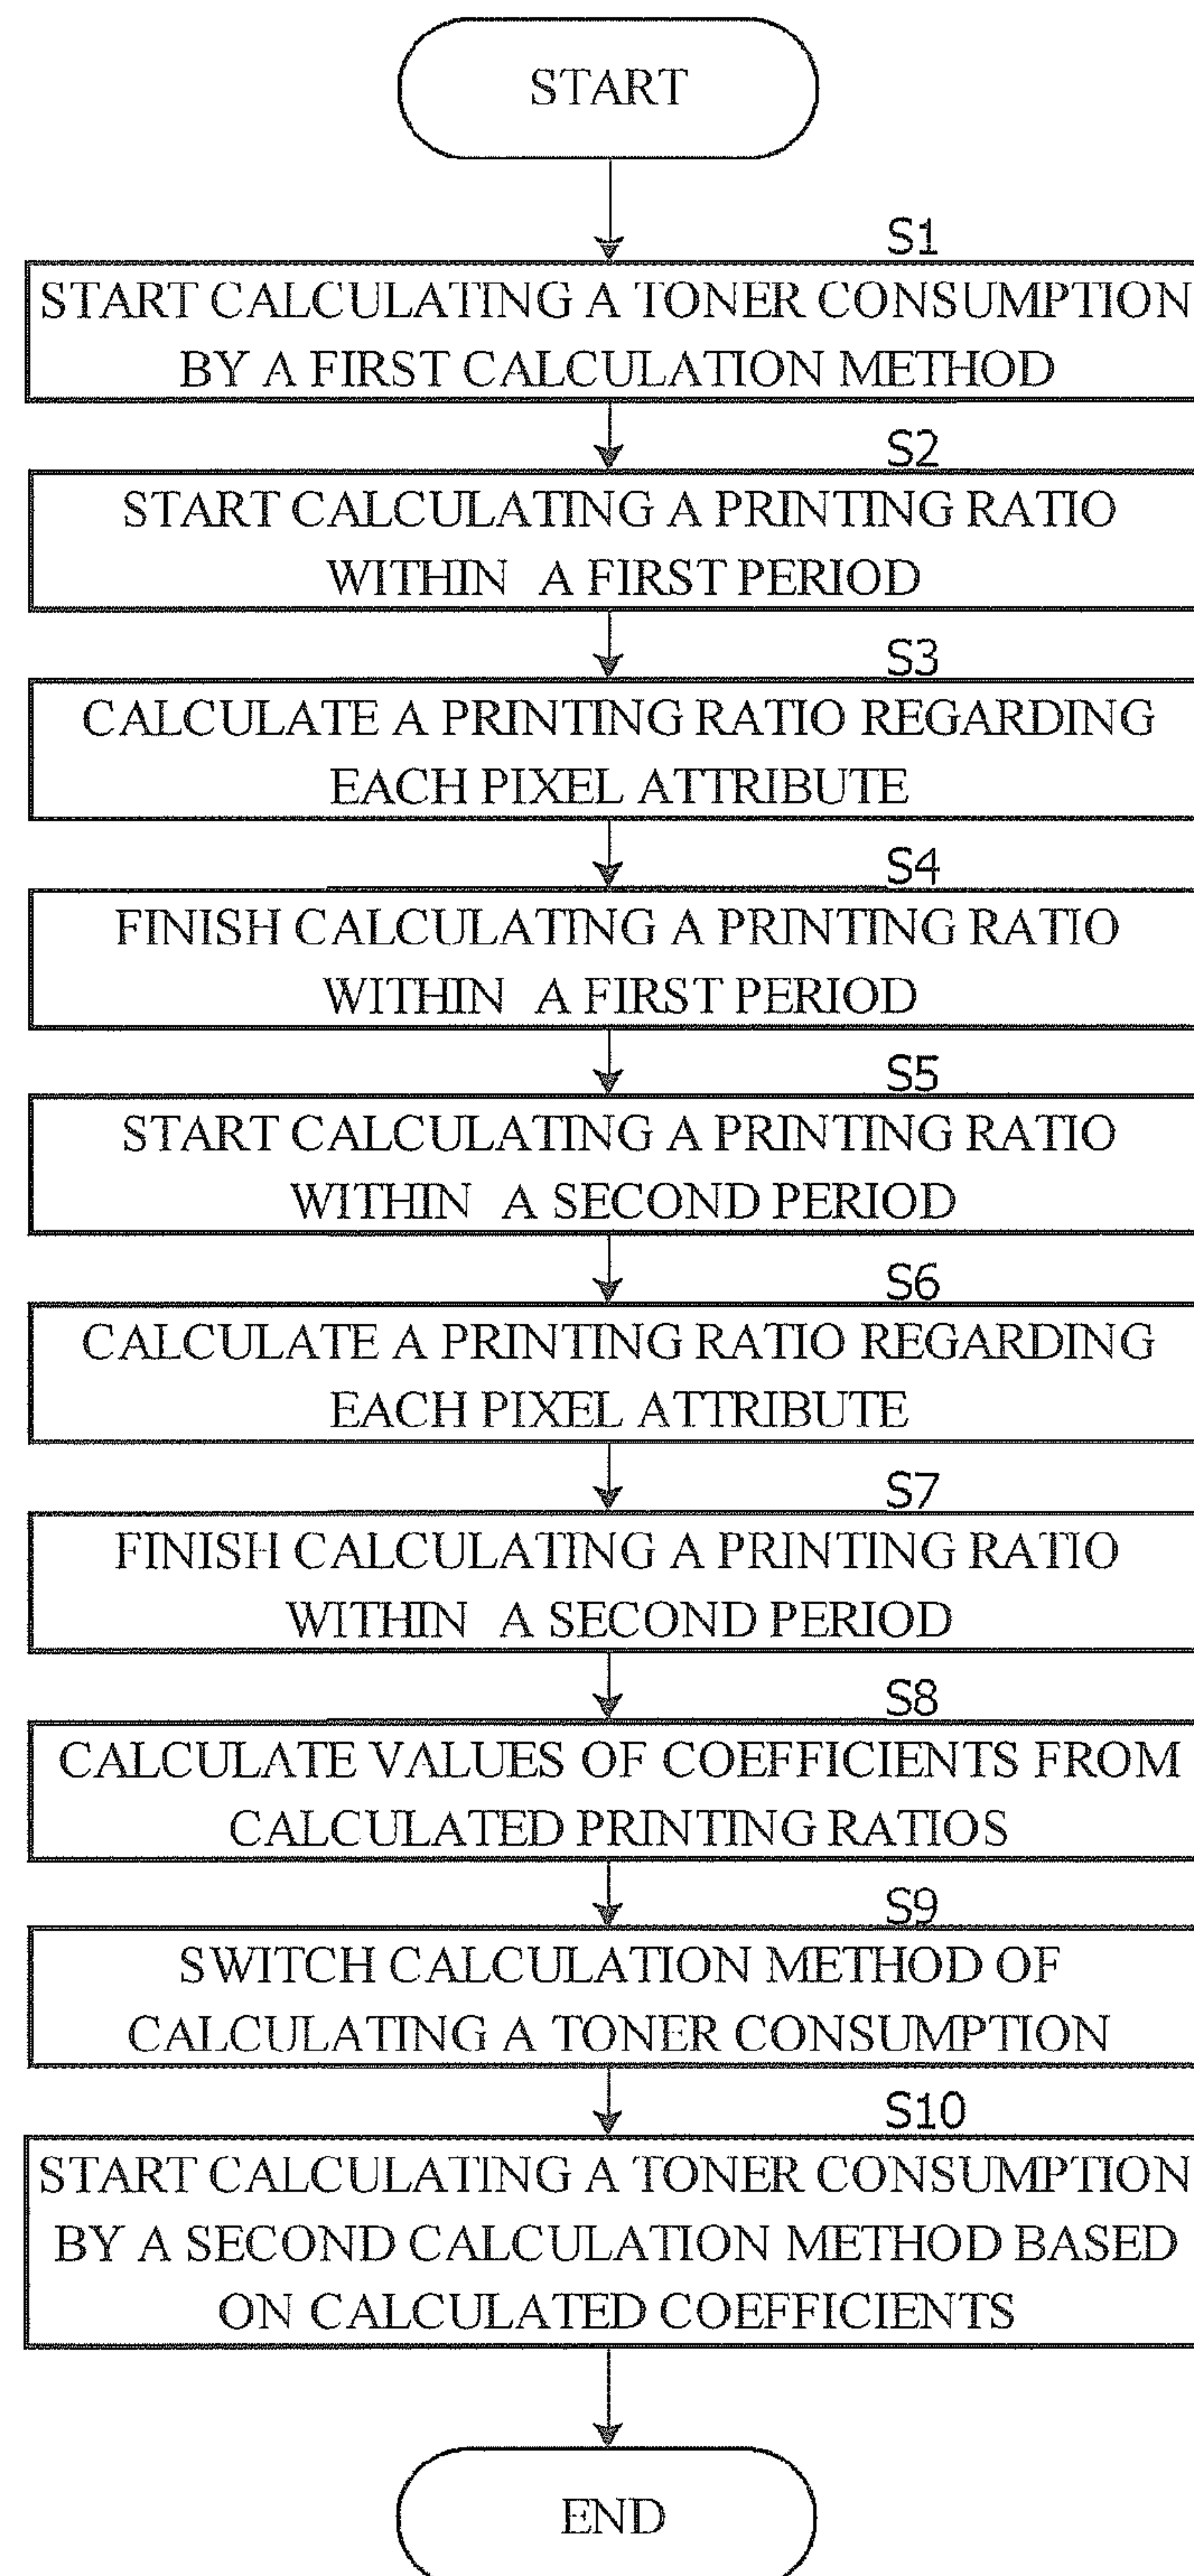 START
S1
START CALCULATING A TONER CONSUMPTION
BY A FIRST CALCULATION METHOD
S2
START CALCULATING A PRINTING RATIO
WITHIN A FIRST PERIOD
S3
CALCULATE A PRINTING RATIO REGARDING
EACH PIXEL ATTRIBUTE
S4
FINISH CALCULATING A PRINTING RATIO
WITHIN A FIRST PERIOD
S5
START CALCULATING A PRINTING RATIO
WITHIN A SECOND PERIOD
S6
CALCULATE A PRINTING RATIO REGARDING
EACH PIXEL ATTRIBUTE
S7
FINISH CALCULATING A PRINTING RATIO
WITHIN A SECOND PERIOD
S8
CALCULATE VALUES OF COEFFICIENTS FROM
CALCULATED PRINTING RATIOS
S9
SWITCH CALCULATION METHOD OF
CALCULATING A TONER CONSUMPTION
S10
START CALCULATING A TONER CONSUMPTION
BY A SECOND CALCULATION METHOD BASED
ON CALCULATED COEFFICIENTS
END